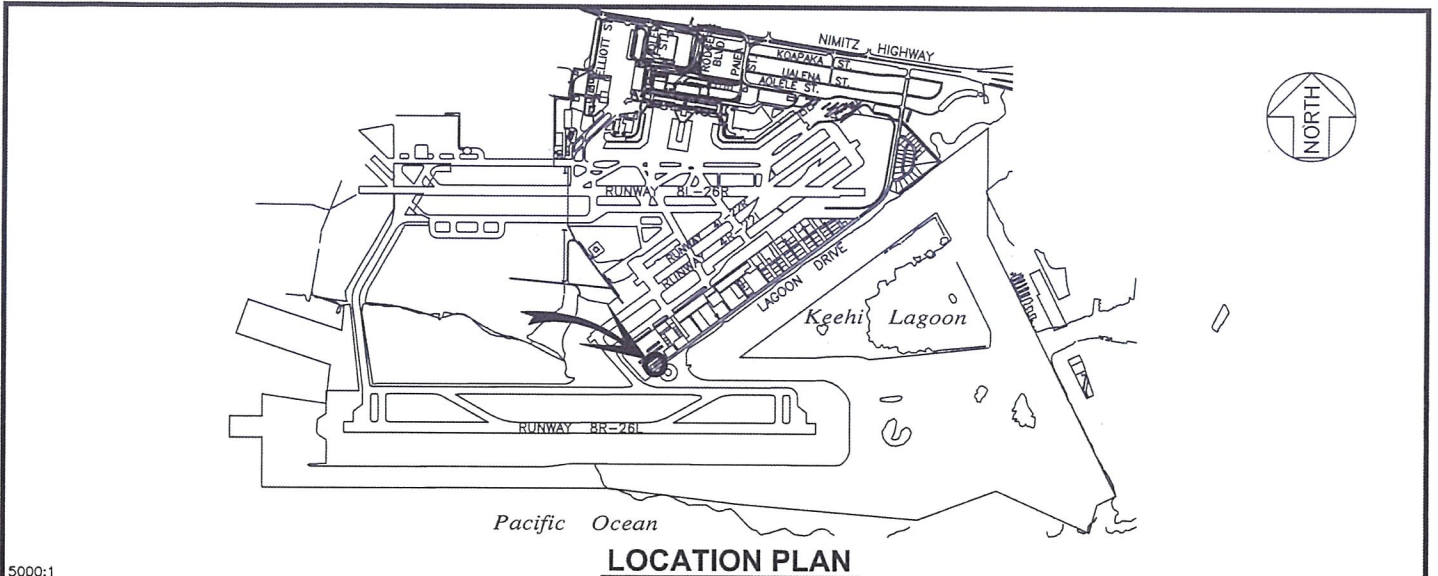 NIMITZ HIGHWAY
KOAPAKA ST.
UALENA ST.
AOLELE ST.
ELLIOTT ST.
RODGERS BLVD
PAIEA ST.
NORTH
RUNWAY 8L-26R
RUNWAY 4L-22R
RUNWAY 4R-22L
LAGOON DRIVE
Keehi Lagoon
RUNWAY 8R-26L
Pacific Ocean
LOCATION PLAN
5000:1